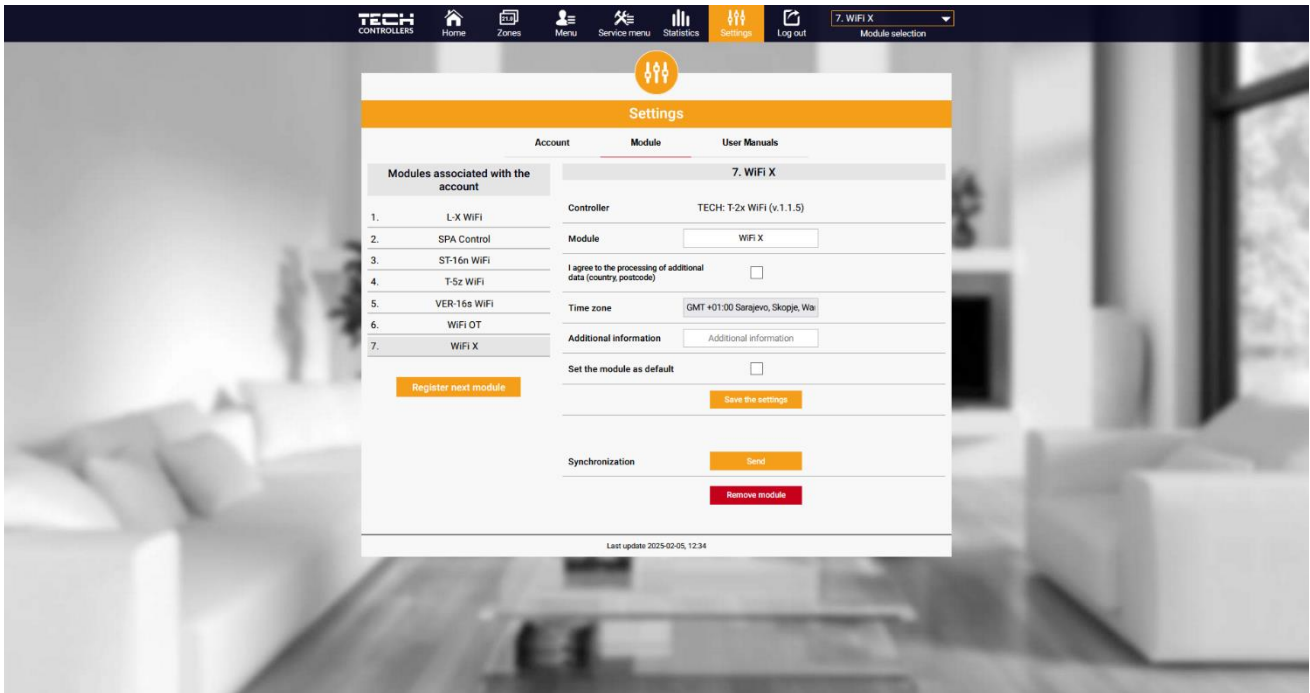 TECH
CONTROLLERS
Home
21.0
Zones
Menu
Service menu
Statistics
Settings
Log out
7. WiFi X
Module selection
Settings
Account
Module
User Manuals
Modules associated with the
account
1. L-X WiFi
2. SPA Control
3. ST-16n WiFi
4. T-5z WiFi
5. VER-16s WiFi
6. WiFi OT
7. WiFi X
Register next module
7. WiFi X
Controller TECH: T-2x WiFi (v.1.1.5)
Module WiFi X
I agree to the processing of additional
data (country, postcode)
Time zone GMT +01:00 Sarajevo, Skopje, Wa
Additional information Additional information
Set the module as default
Save the settings
Synchronization Send
Remove module
Last update 2025-02-05, 12:34